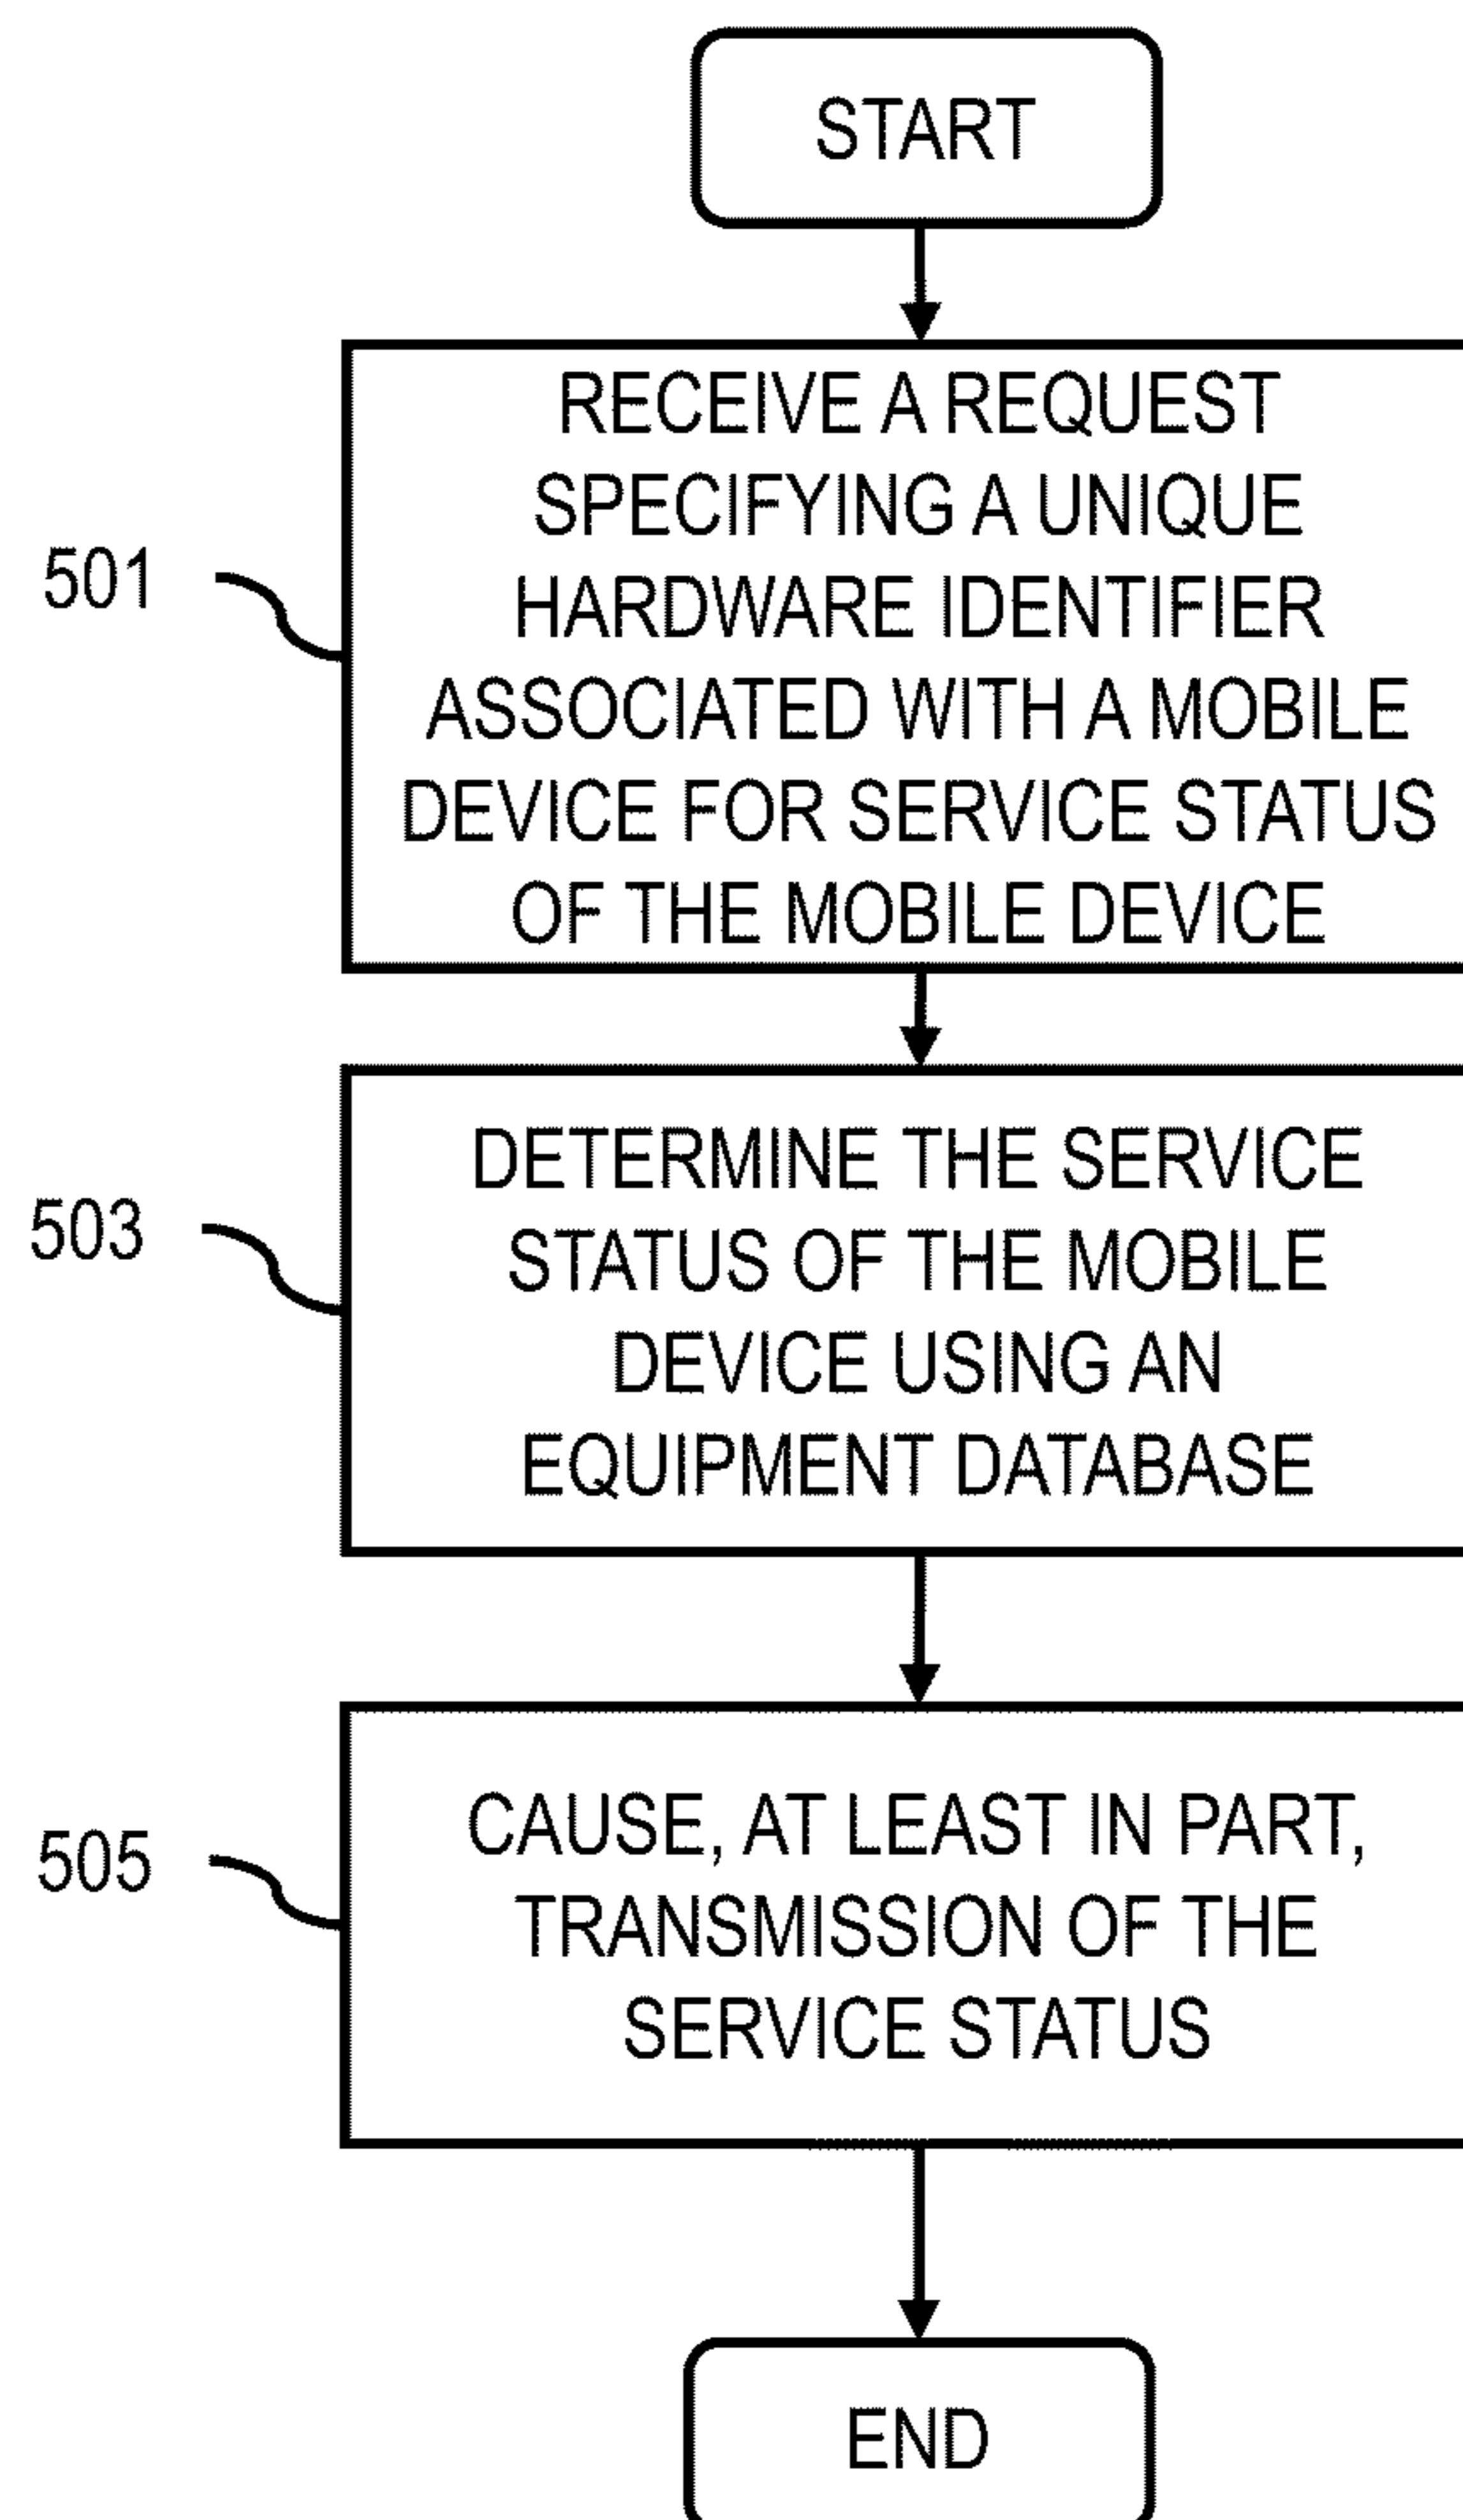 START
RECEIVE A REQUEST
SPECIFYING A UNIQUE
HARDWARE IDENTIFIER
ASSOCIATED WITH A MOBILE
DEVICE FOR SERVICE STATUS
OF THE MOBILE DEVICE
501
DETERMINE THE SERVICE
STATUS OF THE MOBILE
DEVICE USING AN
EQUIPMENT DATABASE
503
CAUSE, AT LEAST IN PART,
TRANSMISSION OF THE
SERVICE STATUS
505
END